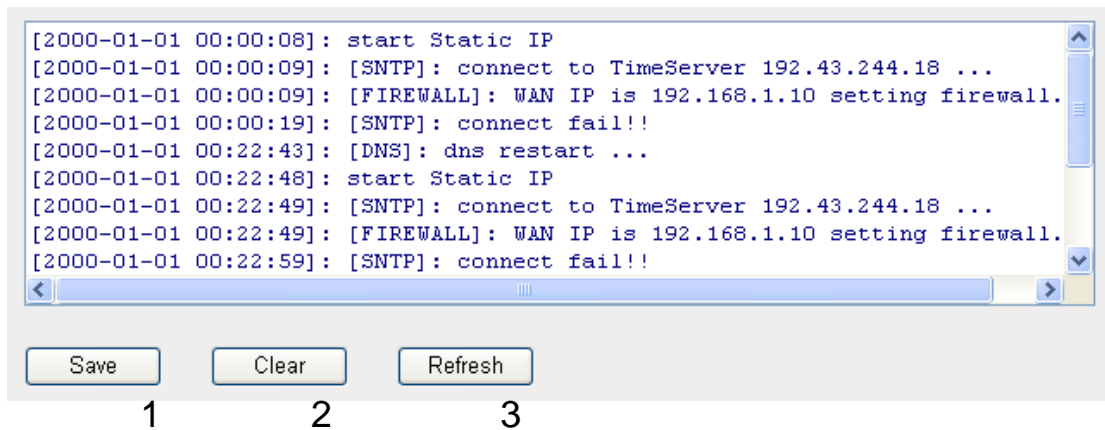 [2000-01-01 00:00:08]: start Static IP
[2000-01-01 00:00:09]: [SNTP]: connect to TimeServer 192.43.244.18 ...
[2000-01-01 00:00:09]: [FIREWALL]: WAN IP is 192.168.1.10 setting firewall.
[2000-01-01 00:00:19]: [SNTP]: connect fail!!
[2000-01-01 00:22:43]: [DNS]: dns restart ...
[2000-01-01 00:22:48]: start Static IP
[2000-01-01 00:22:49]: [SNTP]: connect to TimeServer 192.43.244.18 ...
[2000-01-01 00:22:49]: [FIREWALL]: WAN IP is 192.168.1.10 setting firewall.
[2000-01-01 00:22:59]: [SNTP]: connect fail!!
Save Clear Refresh
1 2 3